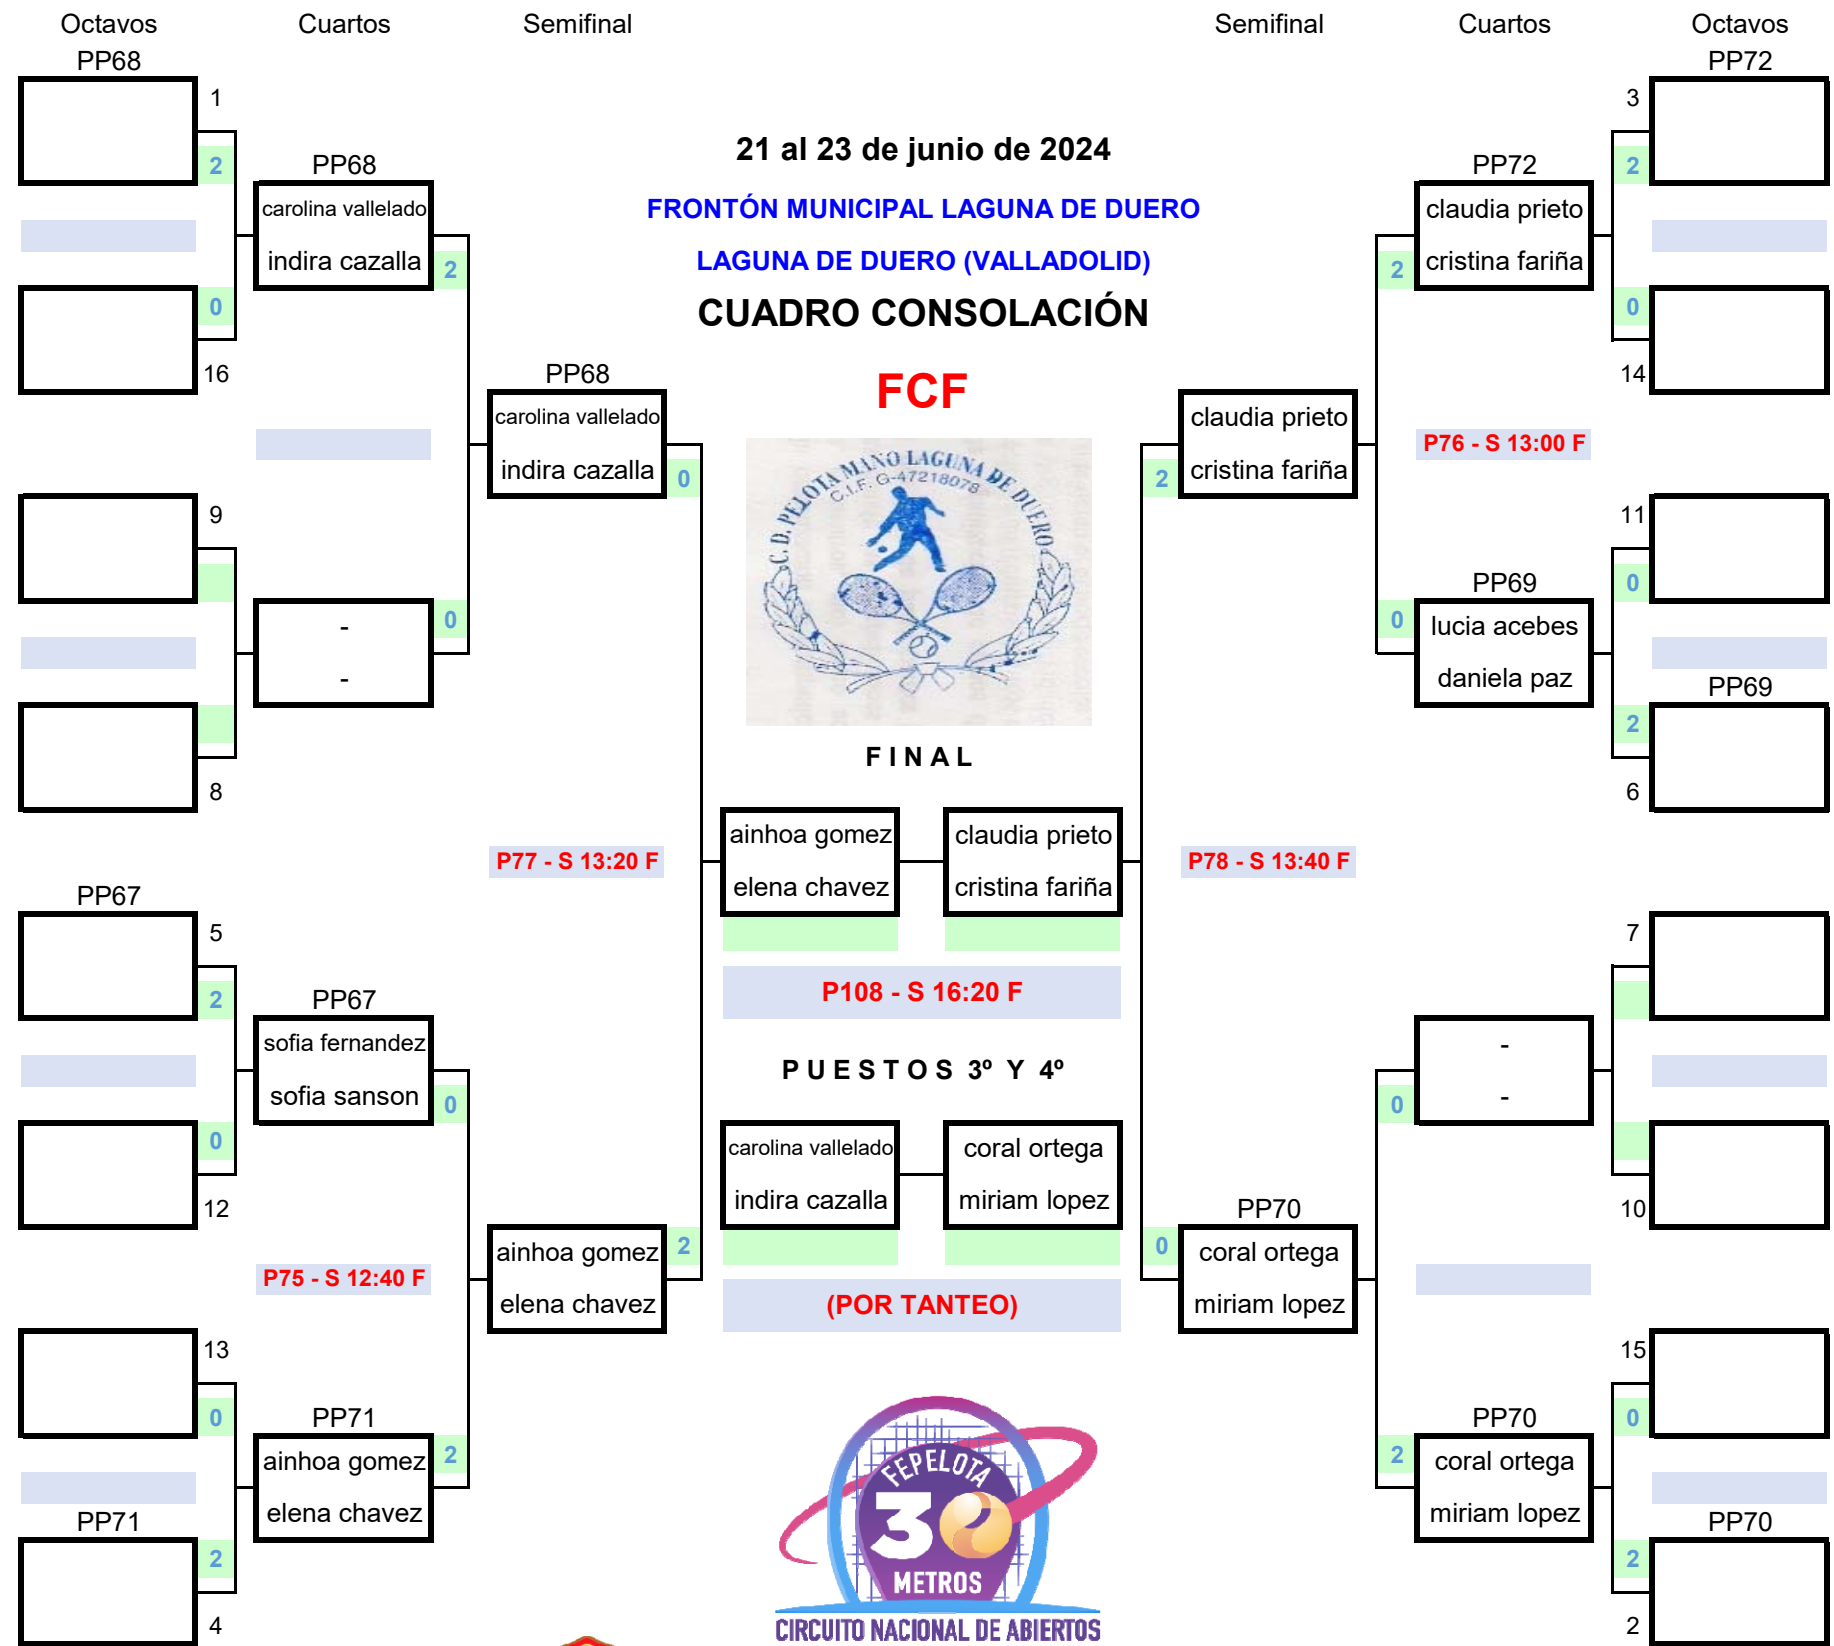 Octavos Cuartos Semifinal Semifinal Cuartos Octavos
PP68 PP72
1 3
21 al 23 de junio de 2024
2 PP68 PP72 2
carolina vallelado FRONTÓN MUNICIPAL LAGUNA DE DUERO claudia prieto
indira cazalla 2 LAGUNA DE DUERO (VALLADOLID) 2 cristina fariña
0 CUADRO CONSOLACIÓN 0
16 PP68 FCF 14
carolina vallelado claudia prieto
P76 - S 13:00 F
indira cazalla 0 2 cristina fariña
C. D. PELOTA MANO LAGUNA DE DUERO
C.I.F. G-47218078
9 11
PP69 0
- 0 0 lucia acebes
- daniela paz PP69
2
FINAL
8 6
ainhoa gomez claudia prieto
P77 - S 13:20 F P78 - S 13:40 F
elena chavez cristina fariña
PP67
5 7
2 PP67 P108 - S 16:20 F
sofia fernandez -
PUESTOS 3º Y 4º
sofia sanson 0 0 -
0 carolina vallelado coral ortega
12 indira cazalla miriam lopez PP70 10
ainhoa gomez 2 0 coral ortega
P75 - S 12:40 F
elena chavez (POR TANTEO) miriam lopez
13 15
0 PP71 PP70 0
ainhoa gomez 2 2 coral ortega
elena chavez miriam lopez
PP71 PP70
2 2
4 2
FEPELOTA
30
METROS
CIRCUITO NACIONAL DE ABIERTOS